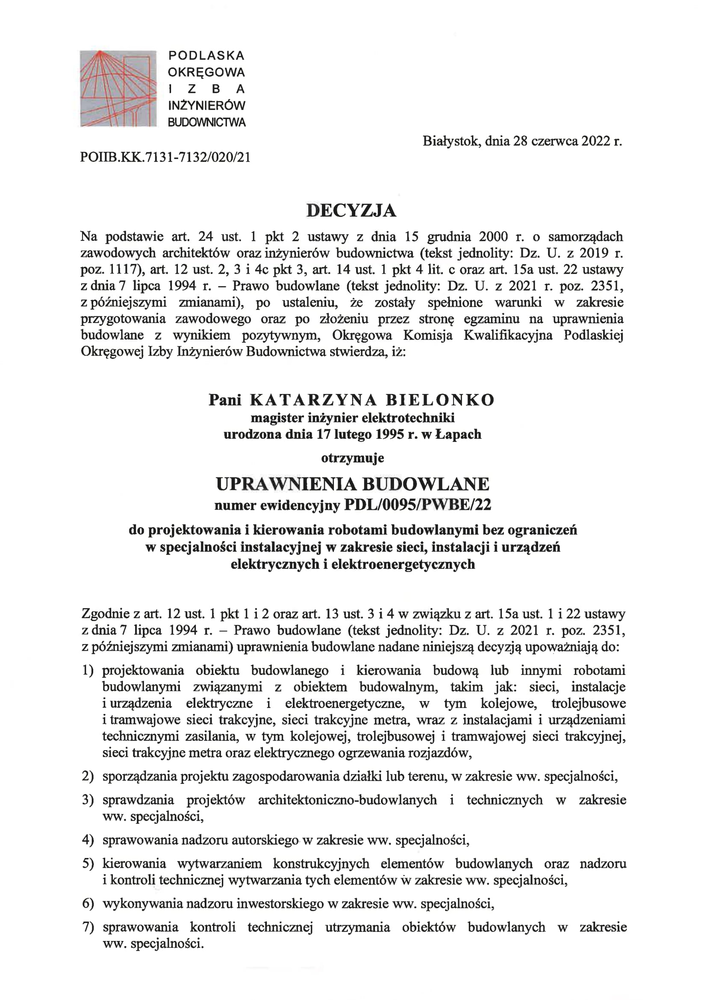 PODLASKA
OKRĘGOWA
I Z B A
INŻYNIERÓW
BUDOWNICTWA
Białystok, dnia 28 czerwca 2022 r.
POIIB.KK.7131-7132/020/21
DECYZJA
Na podstawie art. 24 ust. 1 pkt 2 ustawy z dnia 15 grudnia 2000 r. o samorządach
zawodowych architektów oraz inżynierów budownictwa (tekst jednolity: Dz. U. z 2019 r.
poz. 1117), art. 12 ust. 2, 3 i 4c pkt 3, art. 14 ust. 1 pkt 4 lit. c oraz art. 15a ust. 22 ustawy
z dnia 7 lipca 1994 r. – Prawo budowlane (tekst jednolity: Dz. U. z 2021 r. poz. 2351,
z późniejszymi zmianami), po ustaleniu, że zostały spełnione warunki w zakresie
przygotowania zawodowego oraz po złożeniu przez stronę egzaminu na uprawnienia
budowlane z wynikiem pozytywnym, Okręgowa Komisja Kwalifikacyjna Podlaskiej
Okręgowej Izby Inżynierów Budownictwa stwierdza, iż:
Pani KATARZYNA BIELONKO
magister inżynier elektrotechniki
urodzona dnia 17 lutego 1995 r. w Łapach
otrzymuje
UPRAWNIENIA BUDOWLANE
numer ewidencyjny PDL/0095/PWBE/22
do projektowania i kierowania robotami budowlanymi bez ograniczeń
w specjalności instalacyjnej w zakresie sieci, instalacji i urządzeń
elektrycznych i elektroenergetycznych
Zgodnie z art. 12 ust. 1 pkt 1 i 2 oraz art. 13 ust. 3 i 4 w związku z art. 15a ust. 1 i 22 ustawy
z dnia 7 lipca 1994 r. – Prawo budowlane (tekst jednolity: Dz. U. z 2021 r. poz. 2351,
z późniejszymi zmianami) uprawnienia budowlane nadane niniejszą decyzją upoważniają do:
1) projektowania obiektu budowlanego i kierowania budową lub innymi robotami
budowlanymi związanymi z obiektem budowalnym, takim jak: sieci, instalacje
i urządzenia elektryczne i elektroenergetyczne, w tym kolejowe, trolejbusowe
i tramwajowe sieci trakcyjne, sieci trakcyjne metra, wraz z instalacjami i urządzeniami
technicznymi zasilania, w tym kolejowej, trolejbusowej i tramwajowej sieci trakcyjnej,
sieci trakcyjne metra oraz elektrycznego ogrzewania rozjazdów,
2) sporządzania projektu zagospodarowania działki lub terenu, w zakresie ww. specjalności,
3) sprawdzania projektów architektoniczno-budowlanych i technicznych w zakresie
ww. specjalności,
4) sprawowania nadzoru autorskiego w zakresie ww. specjalności,
5) kierowania wytwarzaniem konstrukcyjnych elementów budowlanych oraz nadzoru
i kontroli technicznej wytwarzania tych elementów w zakresie ww. specjalności,
6) wykonywania nadzoru inwestorskiego w zakresie ww. specjalności,
7) sprawowania kontroli technicznej utrzymania obiektów budowlanych w zakresie
ww. specjalności.